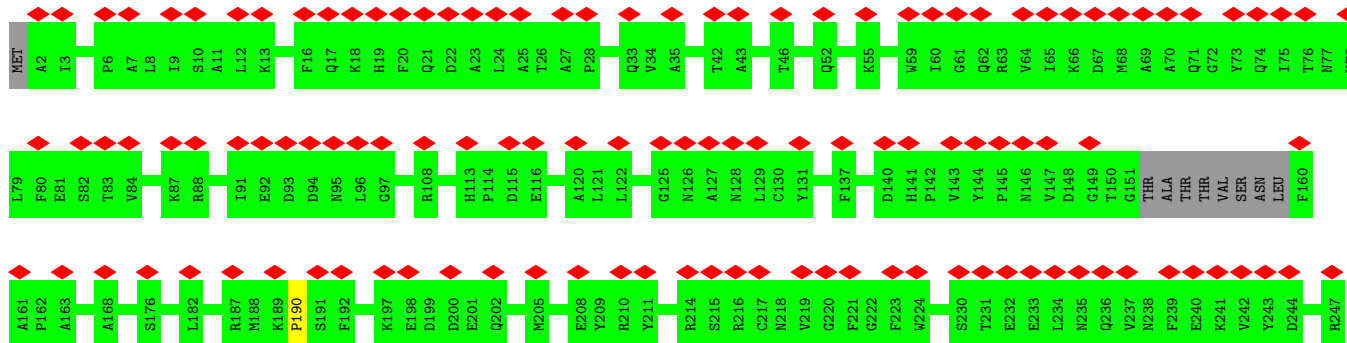 MET A2 I3 P6 A7 L8 I9 S10 A11 L12 K13 F16 Q17 K18 H19 F20 Q21 D22 A23 L24 A25 T26 A27 P28 Q33 V34 A35 T42 A43 T46 Q52 K55 W59 I60 G61 Q62 R63 V64 I65 K66 D67 M68 A69 A70 Q71 G72 Y73 Q74 I75 T76 N77
L79 F80 E81 S82 T83 V84 K87 R88 I91 E92 D93 D94 N95 L96 G97 R108 H113 P114 D115 E116 A120 L121 L122 G125 N126 A127 N128 L129 C130 Y131 F137 D140 H141 P142 V143 Y144 P145 N146 V147 D148 G149 T150 G151 THR ALA THR THR VAL SER ASN LEU F160
A161 P162 A163 A168 S176 L182 R187 M188 K189 P190 S191 F192 K197 E198 D199 D200 E201 Q202 M205 E208 Y209 R210 Y211 R214 S215 R216 C217 N218 V219 G220 F221 G222 F223 W224 S230 T231 E232 E233 L234 N235 Q236 V237 N238 F239 E240 K241 V242 Y243 D244 R247